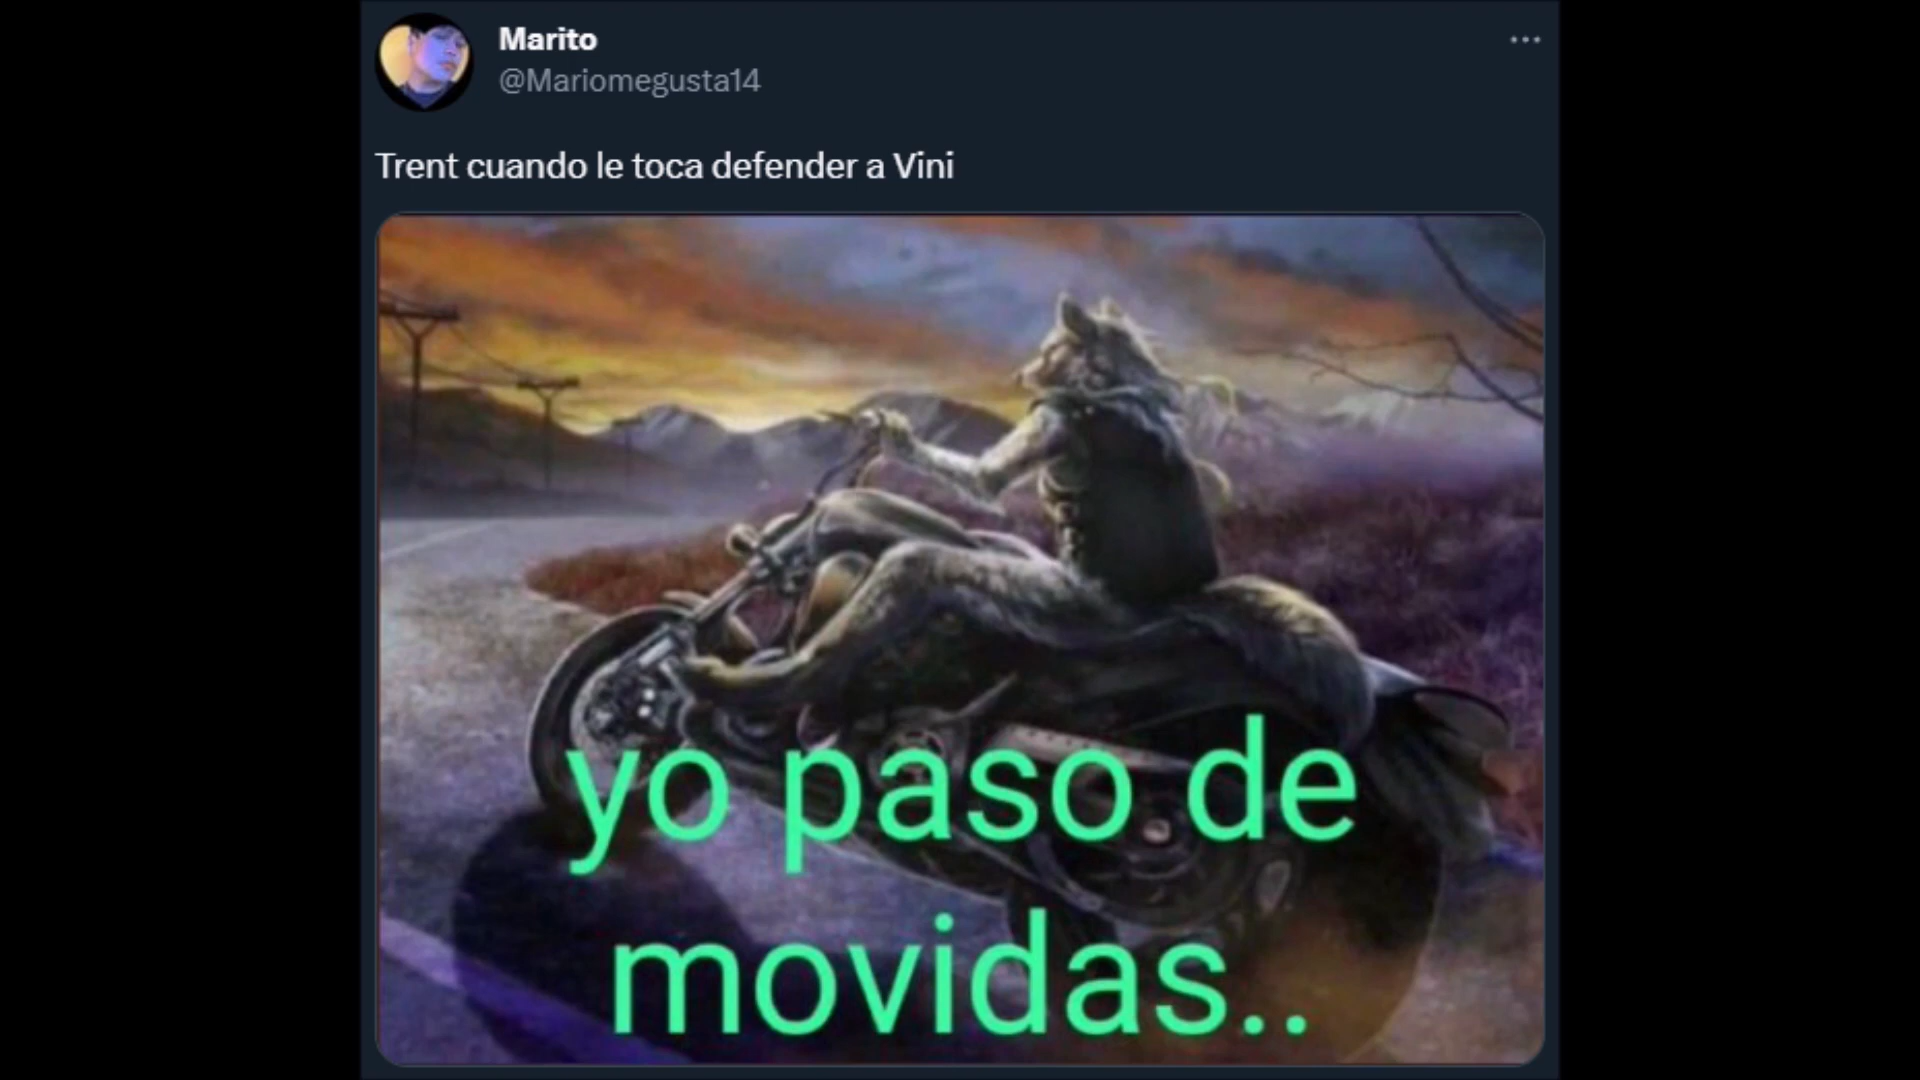 Marito
@Mariomegusta14
Trent cuando le toca defender a Vini
yo paso de
movidas..